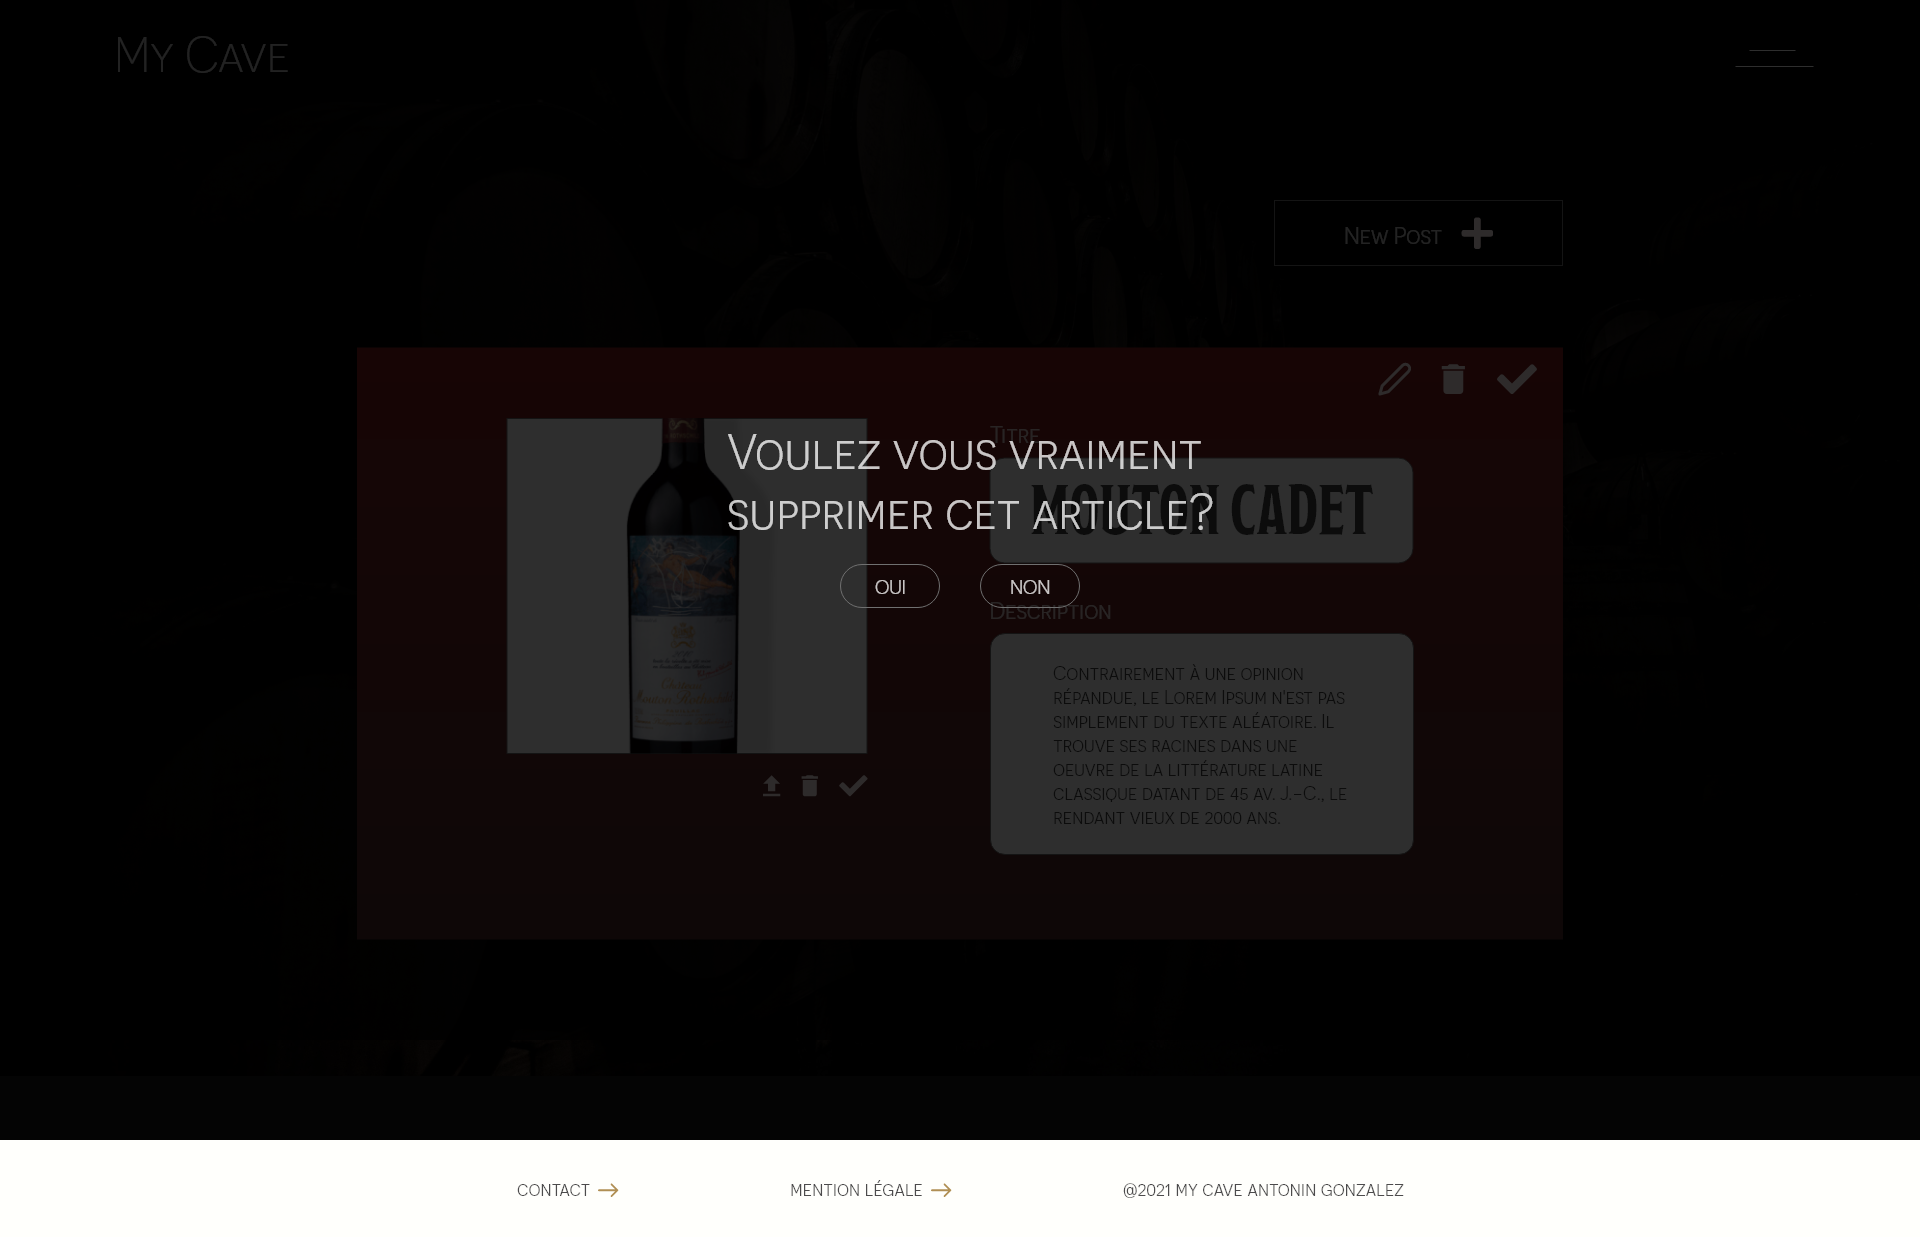 My Cave
New Post
Titre
Voulez vous vraiment
supprimer cet article?
MOUTON CADET
OUI
NON
Description
Contrairement à une opinion
répandue, le Lorem Ipsum n'est pas
simplement du texte aléatoire. Il
trouve ses racines dans une
oeuvre de la littérature latine
classique datant de 45 av. J.-C., le
rendant vieux de 2000 ans.
CONTACT
MENTION LÉGALE
@2021 MY CAVE ANTONIN GONZALEZ